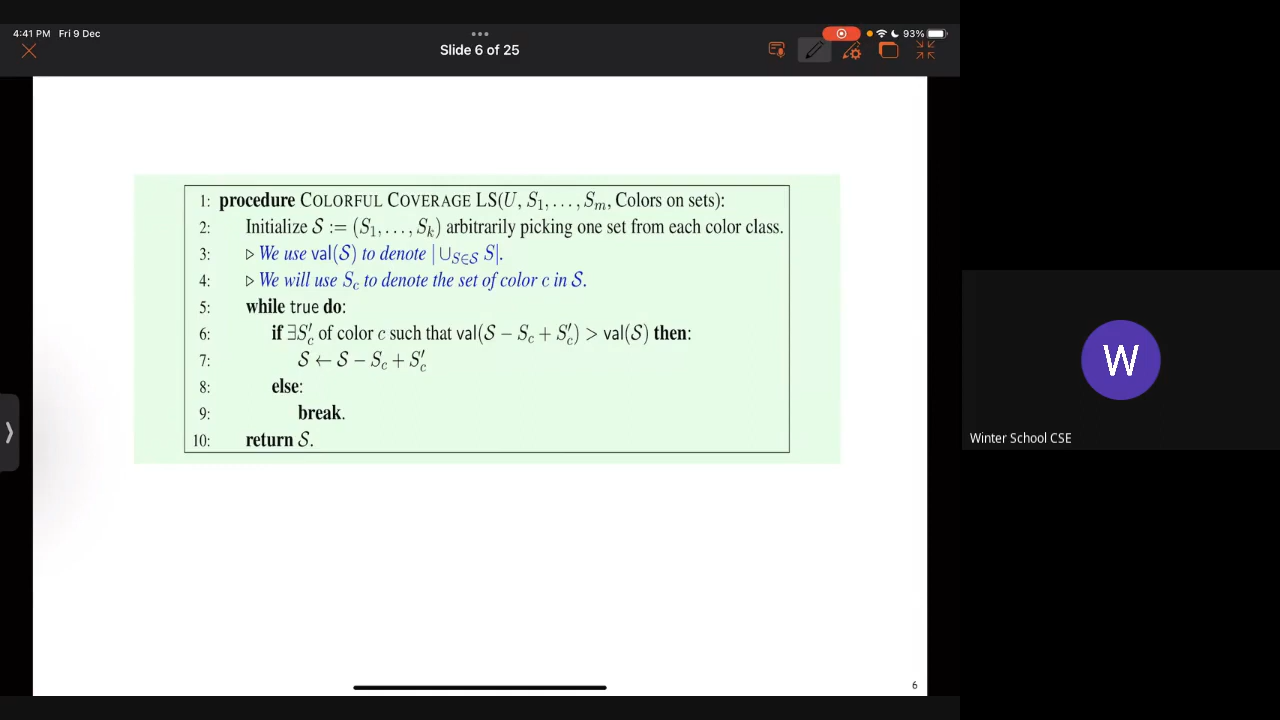 4:41 PM Fri 9 Dec
93%
Slide 6 of 25
1: procedure COLORFUL COVERAGE LS(U, S₁, …, Sₘ, Colors on sets):
2: Initialize 𝒮 := (S₁, …, Sₖ) arbitrarily picking one set from each color class.
3: ▷ We use val(𝒮) to denote | ∪_{S∈𝒮} S|.
4: ▷ We will use S_c to denote the set of color c in 𝒮.
5: while true do:
6: if ∃S′_c of color c such that val(𝒮 − S_c + S′_c) > val(𝒮) then:
7: 𝒮 ← 𝒮 − S_c + S′_c
8: else:
9: break.
10: return 𝒮.
6
W
Winter School CSE